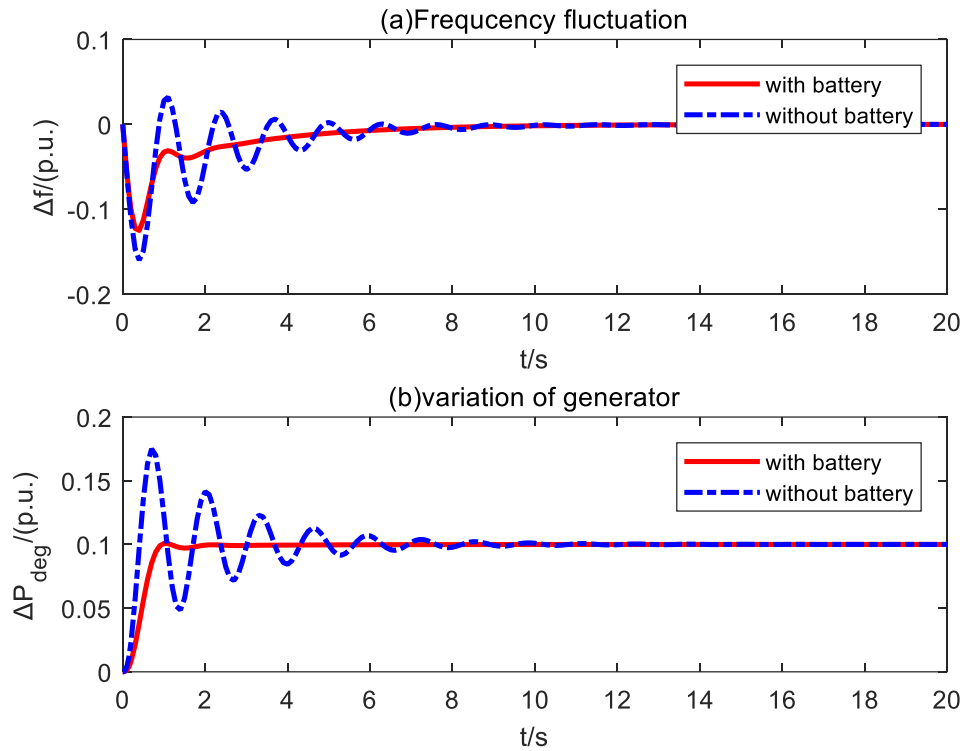 (a)Frequcency fluctuation
0.1
0
-0.1
-0.2
Δf/(p.u.)
with battery
without battery
0 2 4 6 8 10 12 14 16 18 20
t/s
(b)variation of generator
0.2
0.15
0.1
0.05
0
ΔP_deg/(p.u.)
with battery
without battery
0 2 4 6 8 10 12 14 16 18 20
t/s